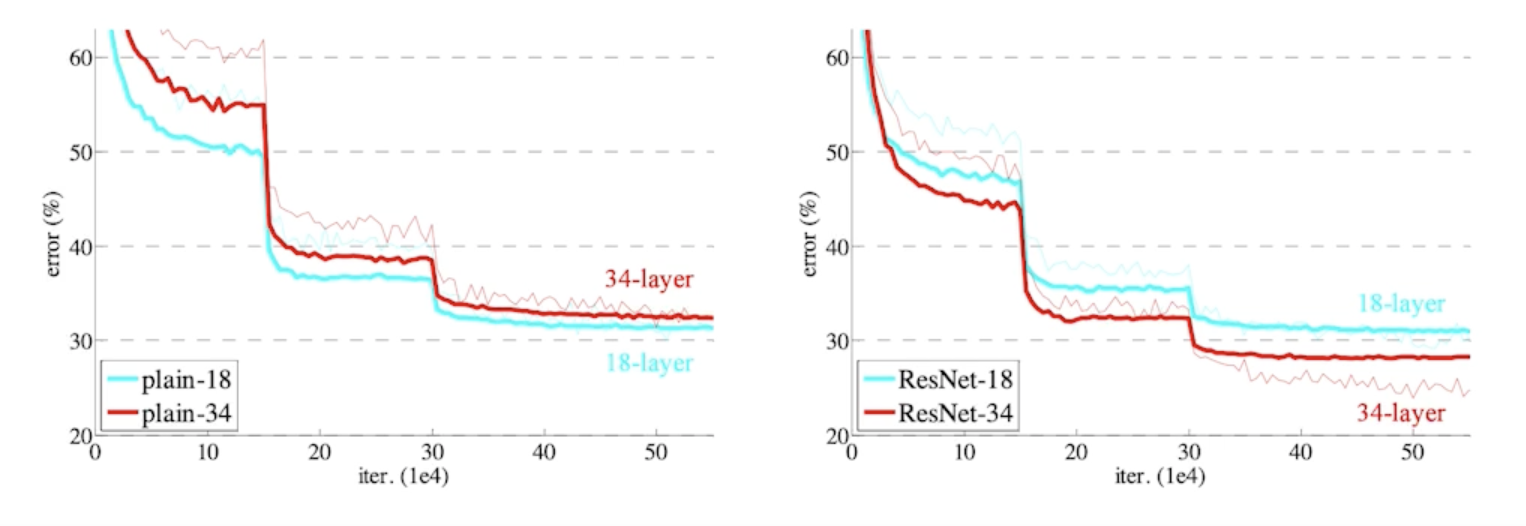 60
50
40
30
20
error (%)
34-layer
18-layer
plain-18
plain-34
0 10 20 30 40 50
iter. (1e4)
60
50
40
30
20
error (%)
18-layer
34-layer
ResNet-18
ResNet-34
0 10 20 30 40 50
iter. (1e4)